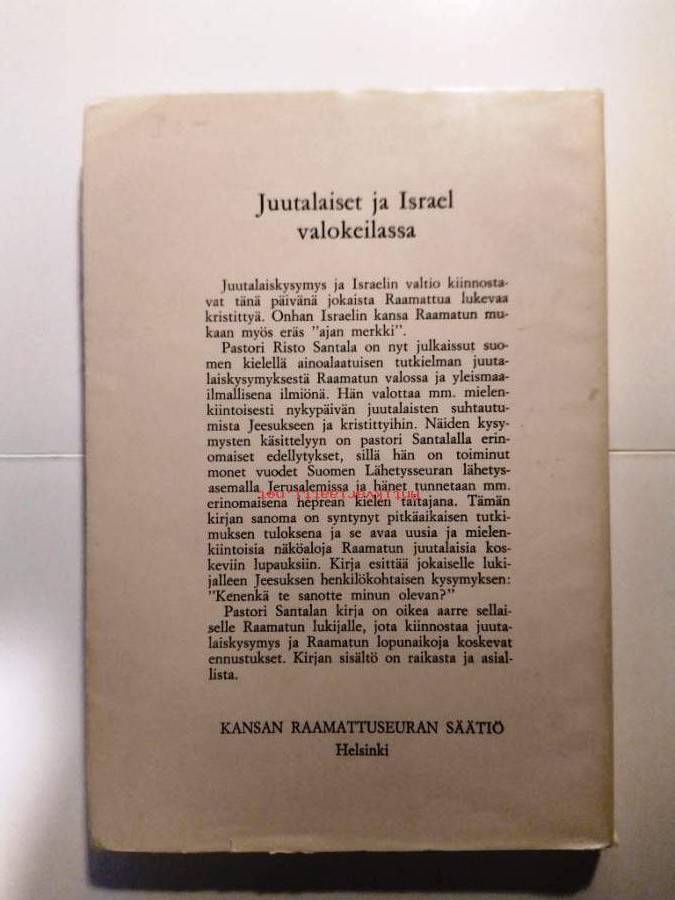 Juutalaiset ja Israel
valokeilassa
Juutalaiskysymys ja Israelin valtio kiinnosta-
vat tänä päivänä jokaista Raamattua lukevaa
kristittyä. Onhan Israelin kansa Raamatun mu-
kaan myös eräs "ajan merkki".
Pastori Risto Santala on nyt julkaissut suo-
men kielellä ainoalaatuisen tutkielman juuta-
laiskysymyksestä Raamatun valossa ja yleismaa-
ilmallisena ilmiönä. Hän valottaa mm. mielen-
kiintoisesti nykypäivän juutalaisten suhtautu-
mista Jeesukseen ja kristittyihin. Näiden kysy-
mysten käsittelyyn on pastori Santalalla erin-
omaiset edellytykset, sillä hän on toiminut
monet vuodet Suomen Lähetysseuran lähetys-
asemalla Jerusalemissa ja hänet tunnetaan mm.
erinomaisena heprean kielen taitajana. Tämän
kirjan sanoma on syntynyt pitkäaikaisen tutki-
muksen tuloksena ja se avaa uusia ja mielen-
kiintoisia näköaloja Raamatun juutalaisia kos-
keviin lupauksiin. Kirja esittää jokaiselle luki-
jalleen Jeesuksen henkilökohtaisen kysymyksen:
"Kenenkä te sanotte minun olevan?"
Pastori Santalan kirja on oikea aarre sellai-
selle Raamatun lukijalle, jota kiinnostaa juuta-
laiskysymys ja Raamatun lopunaikoja koskevat
ennustukset. Kirjan sisältö on raikasta ja asial-
lista.
KANSAN RAAMATTUSEURAN SÄÄTIÖ
Helsinki